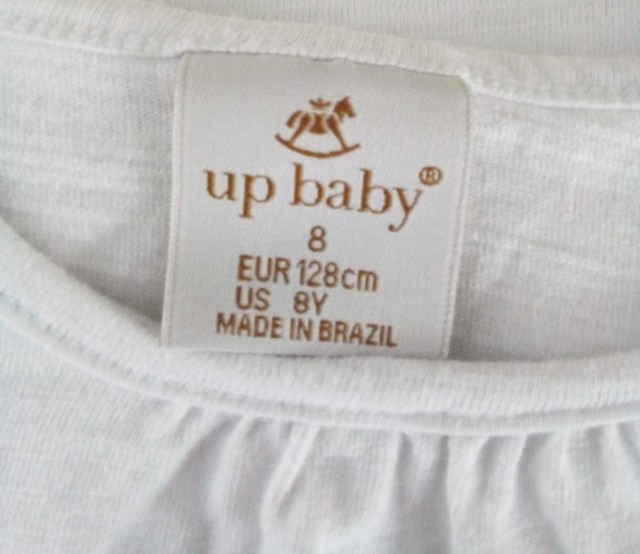 up baby®
8
EUR 128cm
US 8Y
MADE IN BRAZIL